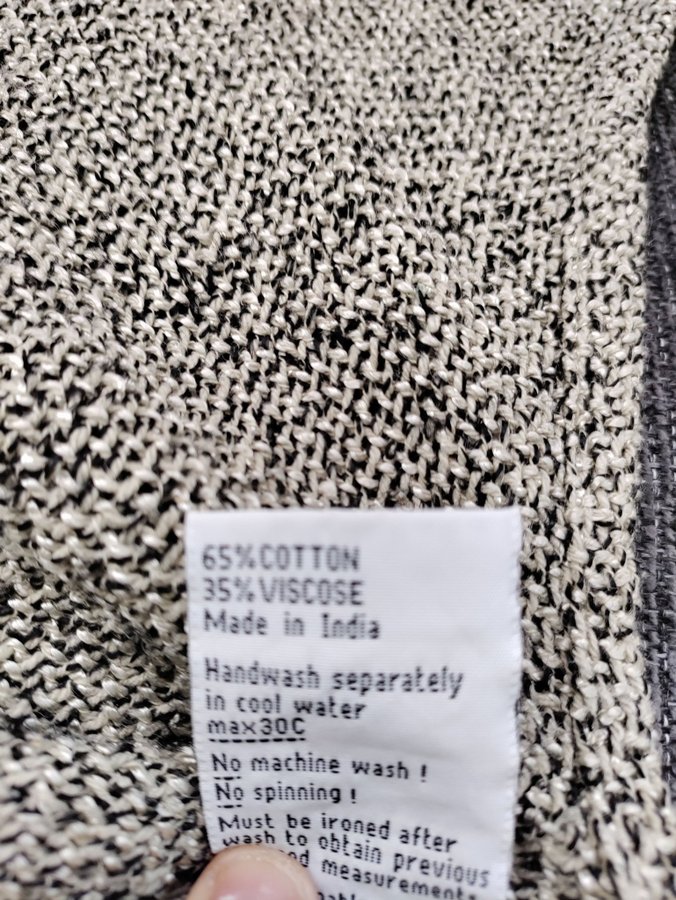 65%COTTON
35%VISCOSE
Made in India
Handwash separately
in cool water
max30C
No machine wash !
No spinning !
Must be ironed after
wash to obtain previous
measurements